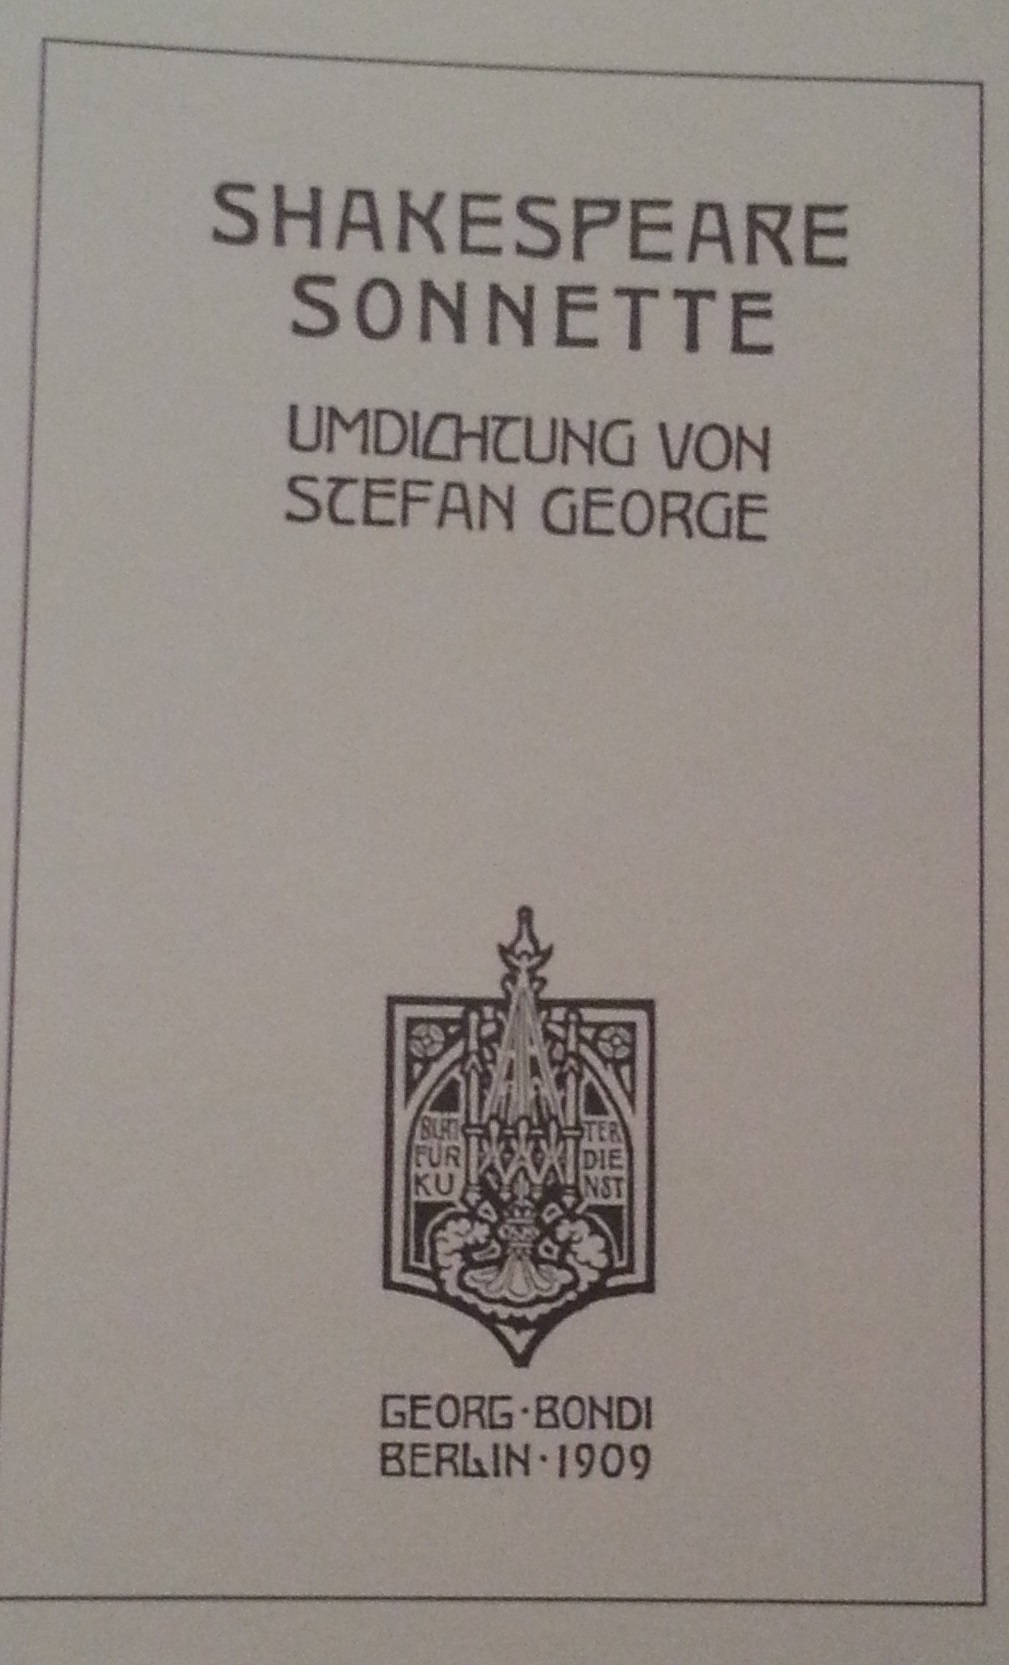 SHAKESPEARE
SONNETTE
UMDICHTUNG VON
STEFAN GEORGE
BLÄT TER
FÜR DIE
KU NST
GEORG · BONDI
BERLIN · 1909